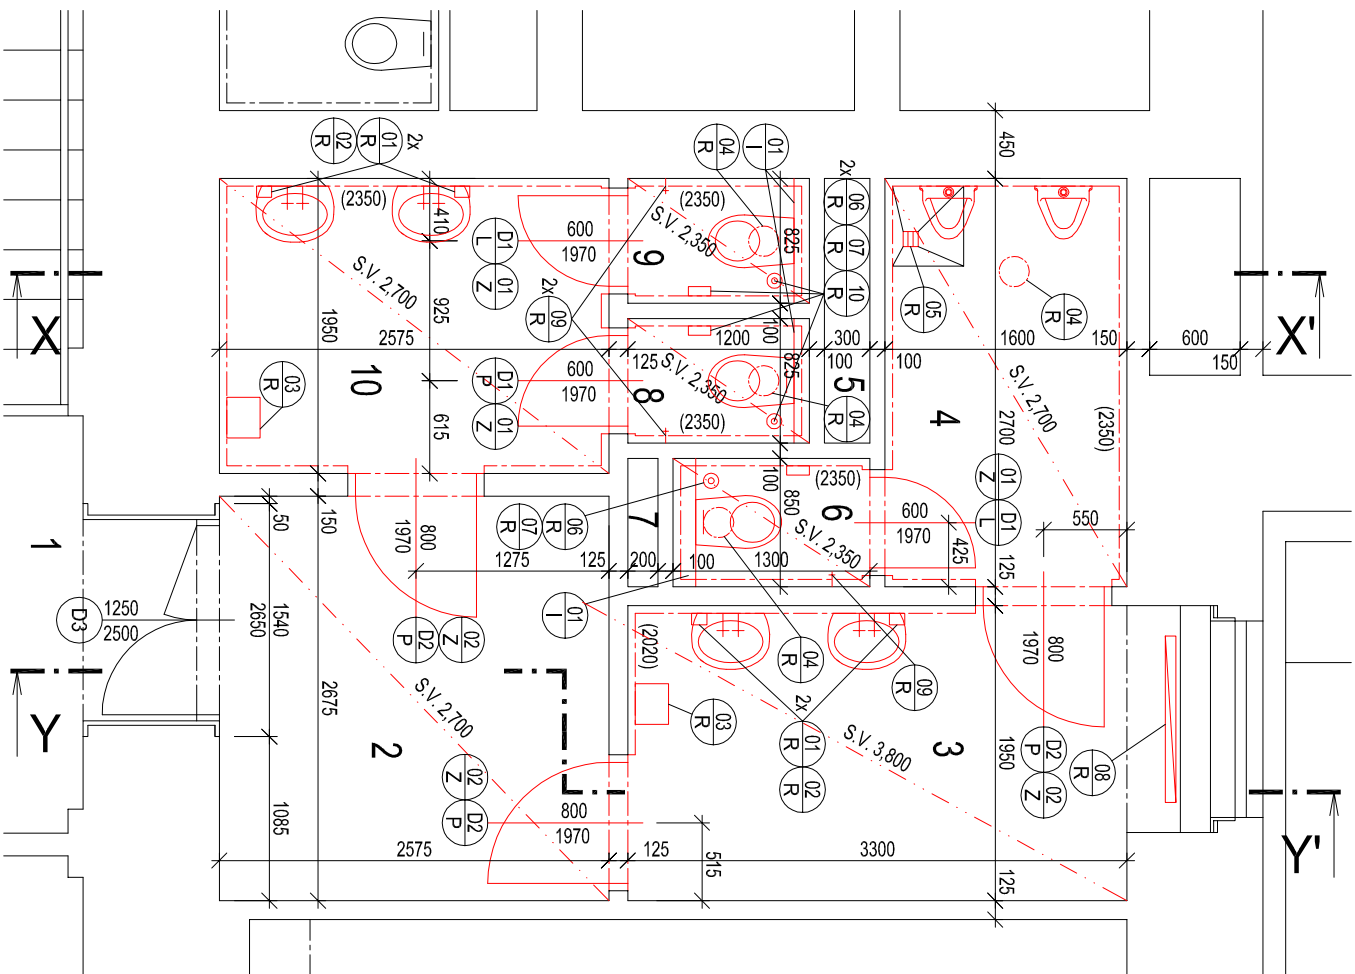 2x
01
R
02
R
(2350)
410
S.V. 2,700
925
1950
2575
10
615
03
R
D1
L
01
Z
D1
P
01
Z
600
1970
600
1970
2x
09
R
04
R
01
I
(2350)
S.V. 2,350
9
825
100
125
1200
S.V. 2,350
8
825
(2350)
2x
06
R
07
R
10
R
300
100
5
04
R
450
05
R
04
R
100
1600
150
600
150
4
S.V. 2,700
2700
(2350)
01
Z
D1
L
600
1970
425
550
125
X
X'
100
850
(2350)
6
S.V. 2,350
7
07
R
06
R
1275
125
200
100
1300
01
I
800
1970
50
150
1
D3
1250
2500
1540
2650
D2
P
02
Z
S.V. 2,700
2675
2
02
Z
D2
P
800
1970
1085
2575
125
515
3300
125
(2020)
03
R
04
R
09
R
2x
01
R
02
R
S.V. 3,800
3
800
1970
1950
D2
P
02
Z
08
R
Y
Y'